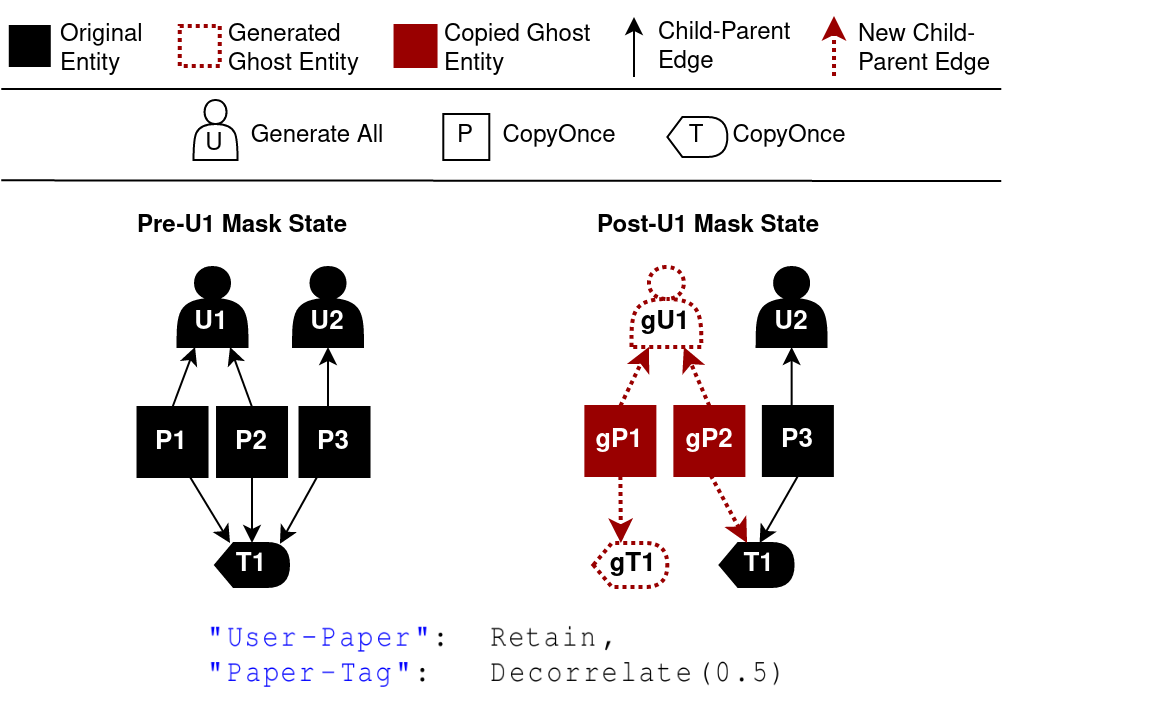 Original Generated Copied Ghost Child-Parent New Child-
Entity Ghost Entity Entity Edge Parent Edge
U Generate All P CopyOnce T CopyOnce
Pre-U1 Mask State Post-U1 Mask State
U1 U2 gU1 U2
P1 P2 P3 gP1 gP2 P3
T1 gT1 T1
"User-Paper": Retain,
"Paper-Tag": Decorrelate(0.5)